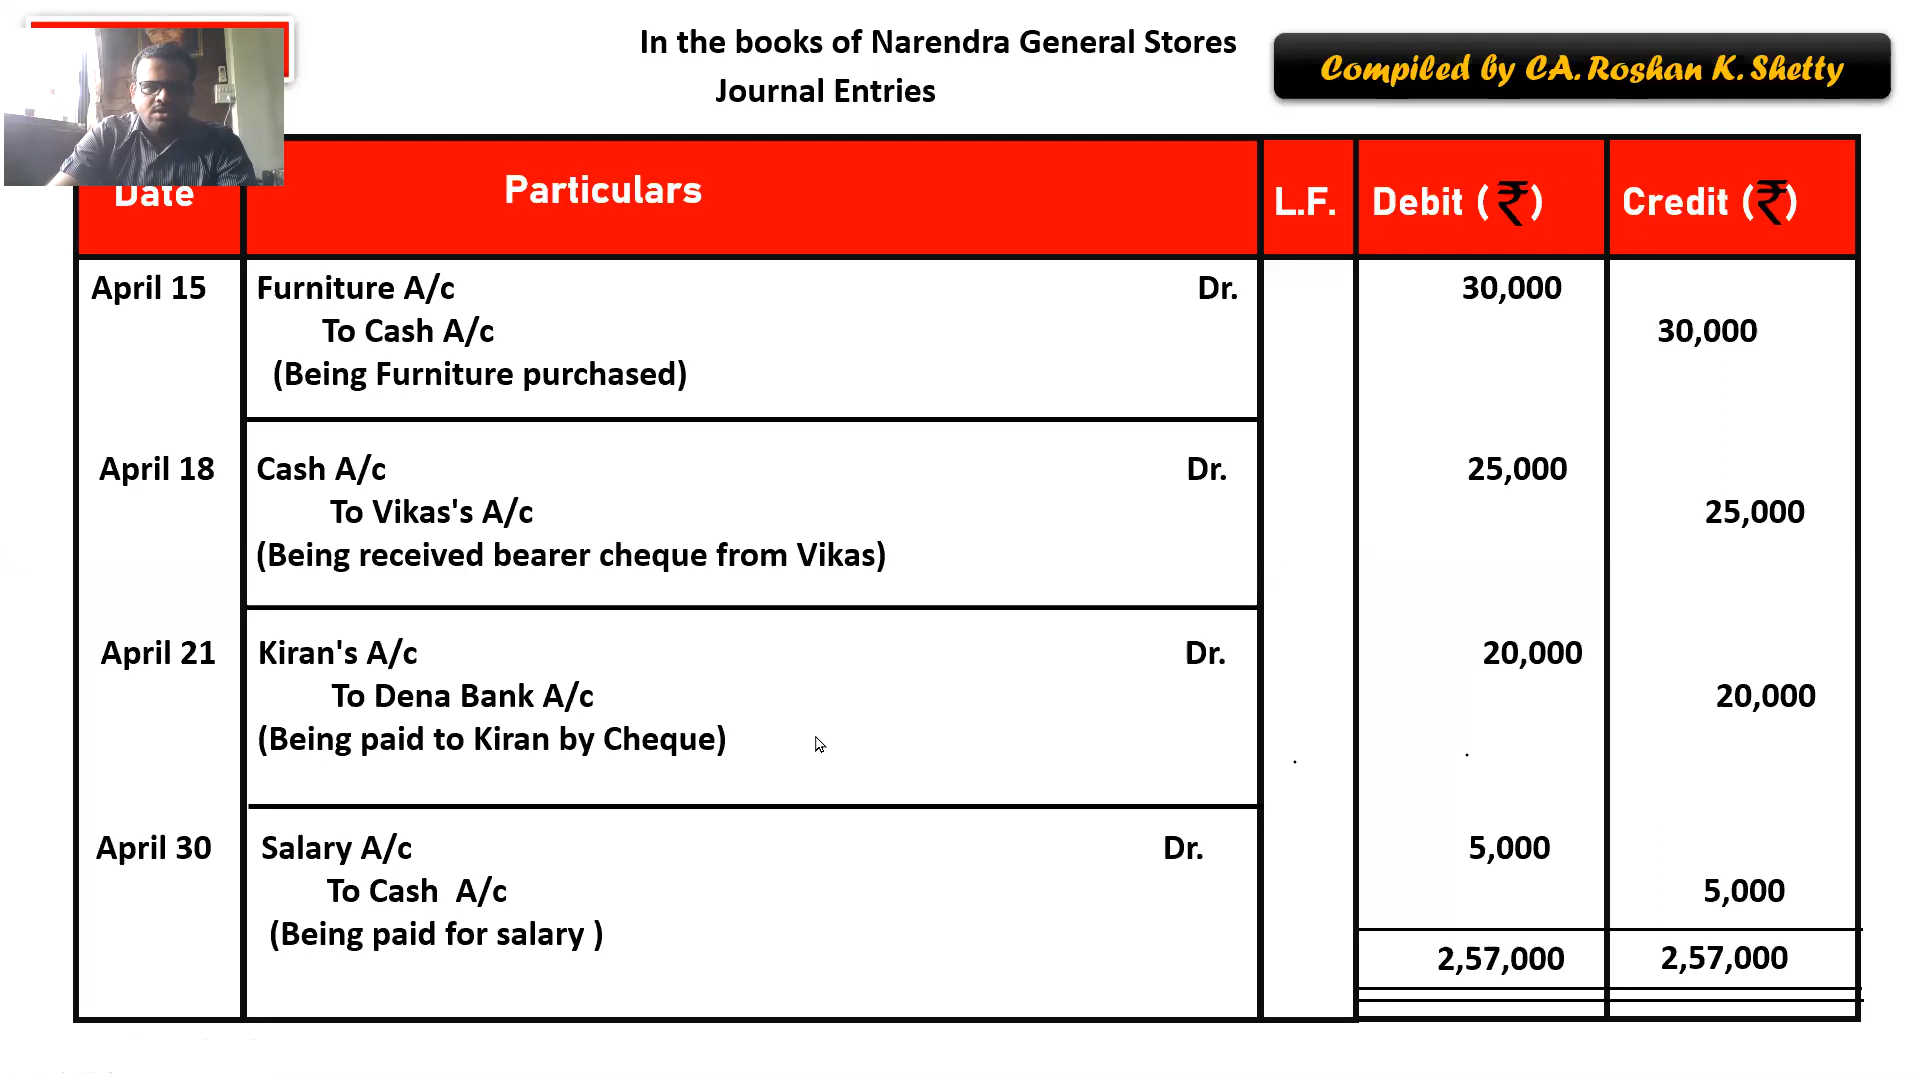 In the books of Narendra General Stores
Journal Entries
Compiled by CA. Roshan K. Shetty
Date Particulars L.F. Debit (₹) Credit (₹)
April 15 Furniture A/c Dr. 30,000
To Cash A/c 30,000
(Being Furniture purchased)
April 18 Cash A/c Dr. 25,000
To Vikas's A/c 25,000
(Being received bearer cheque from Vikas)
April 21 Kiran's A/c Dr. 20,000
To Dena Bank A/c 20,000
(Being paid to Kiran by Cheque)
April 30 Salary A/c Dr. 5,000
To Cash A/c 5,000
(Being paid for salary )
2,57,000 2,57,000